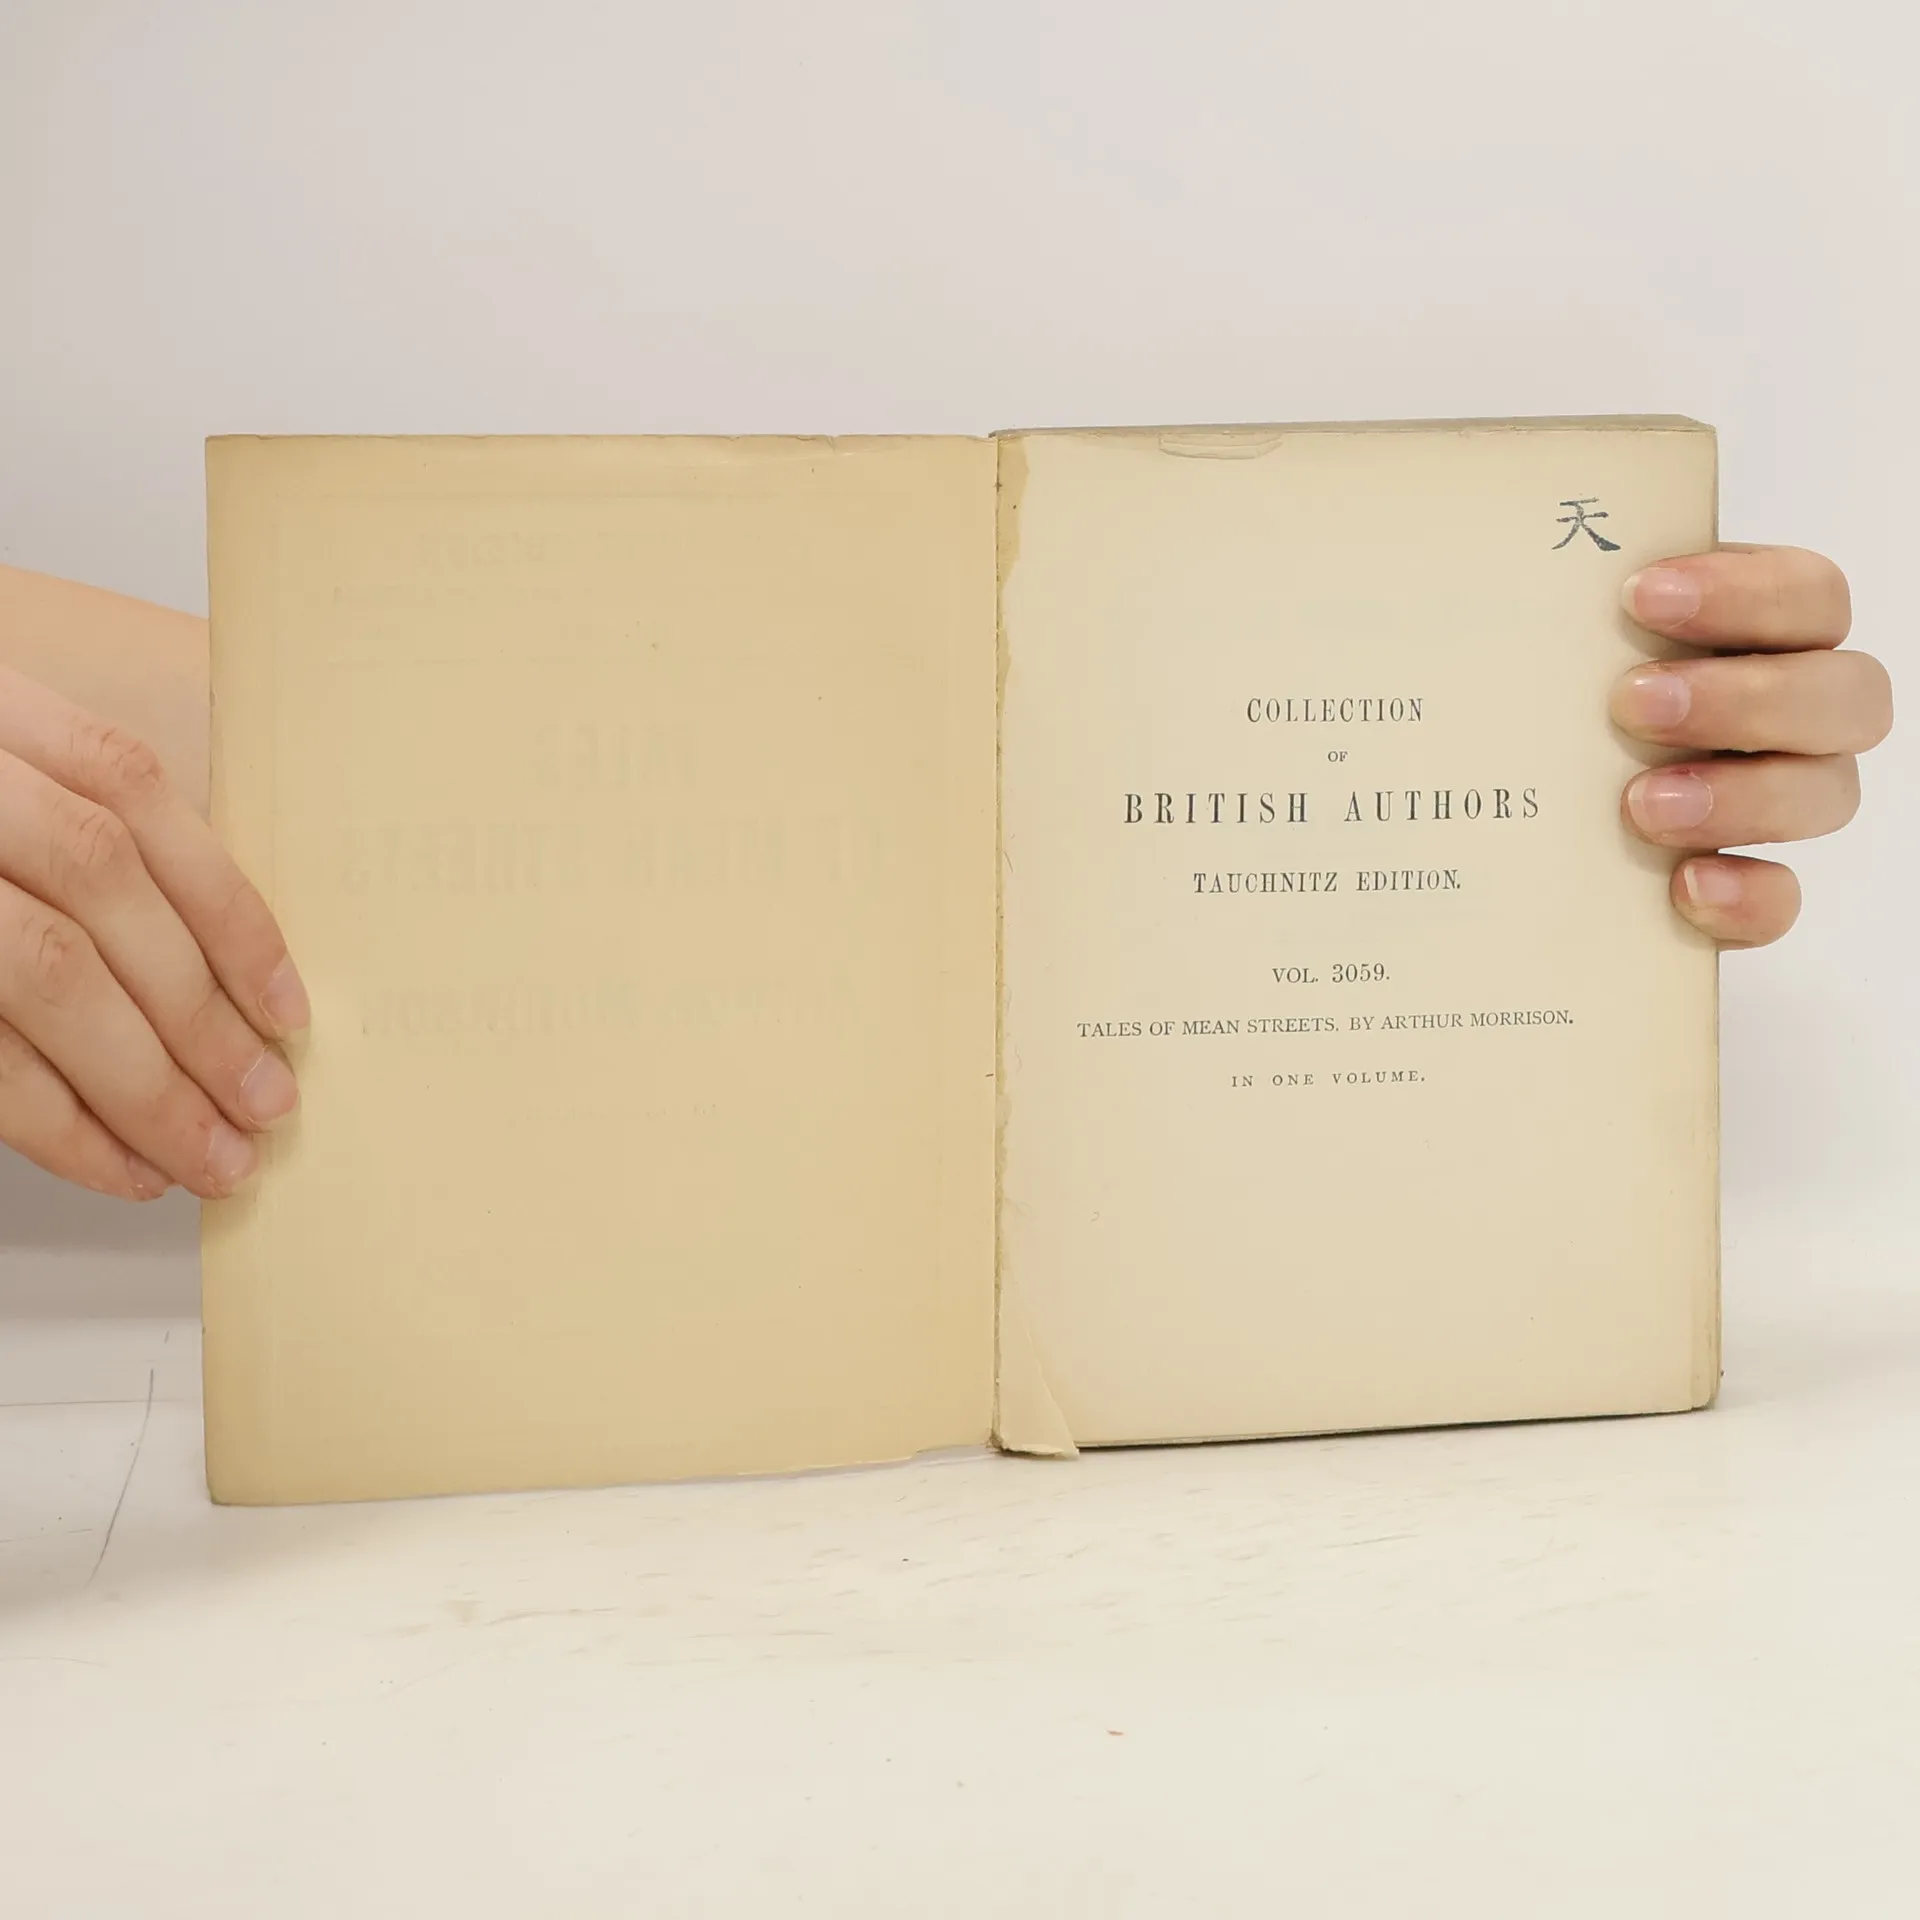 天
COLLECTION
OF
BRITISH AUTHORS
TAUCHNITZ EDITION.
VOL. 3059.
TALES OF MEAN STREETS. BY ARTHUR MORRISON.
IN ONE VOLUME.